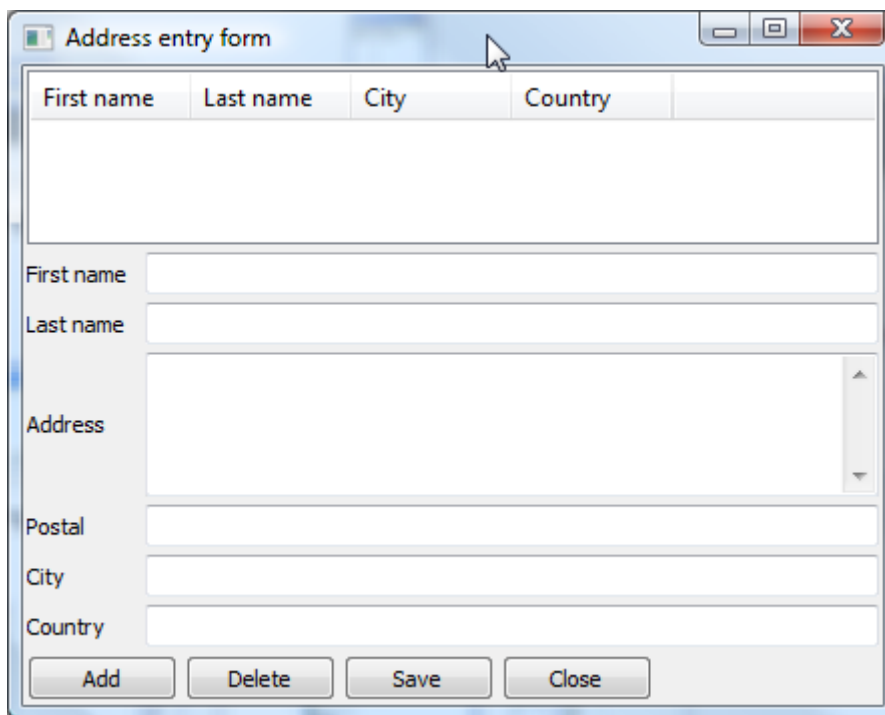 Address entry form
First name Last name City Country
First name
Last name
Address
Postal
City
Country
Add Delete Save Close